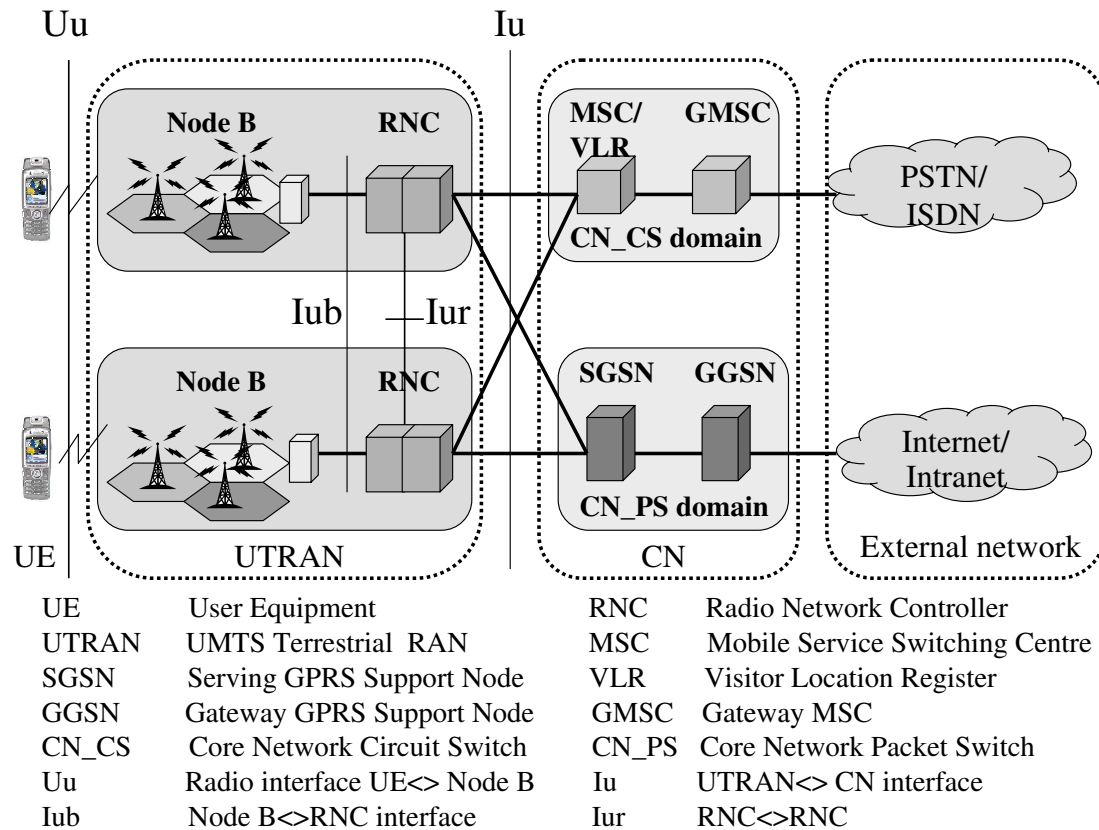 Uu
Iu
Node B
RNC
MSC/
VLR
GMSC
PSTN/
ISDN
CN_CS domain
Iub
Iur
Node B
RNC
SGSN
GGSN
Internet/
Intranet
CN_PS domain
UE
UTRAN
CN
External network
UE User Equipment
UTRAN UMTS Terrestrial RAN
SGSN Serving GPRS Support Node
GGSN Gateway GPRS Support Node
CN_CS Core Network Circuit Switch
Uu Radio interface UE<> Node B
Iub Node B<>RNC interface
RNC Radio Network Controller
MSC Mobile Service Switching Centre
VLR Visitor Location Register
GMSC Gateway MSC
CN_PS Core Network Packet Switch
Iu UTRAN<> CN interface
Iur RNC<>RNC